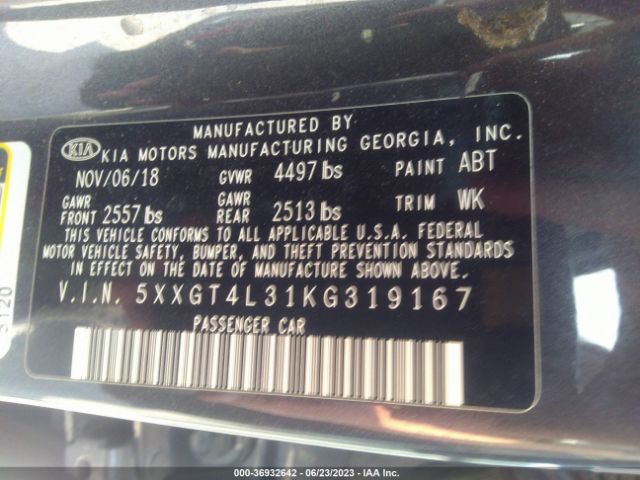 MANUFACTURED BY
KIA KIA MOTORS MANUFACTURING GEORGIA, INC.
NOV/06/18 GVWR 4497 lbs PAINT ABT
GAWR FRONT 2557 lbs GAWR REAR 2513 lbs TRIM WK
THIS VEHICLE CONFORMS TO ALL APPLICABLE U.S.A. FEDERAL
MOTOR VEHICLE SAFETY, BUMPER, AND THEFT PREVENTION STANDARDS
IN EFFECT ON THE DATE OF MANUFACTURE SHOWN ABOVE.
V.I.N. 5XXGT4L31KG319167
PASSENGER CAR
000-36932642 - 06/23/2023 - IAA Inc.